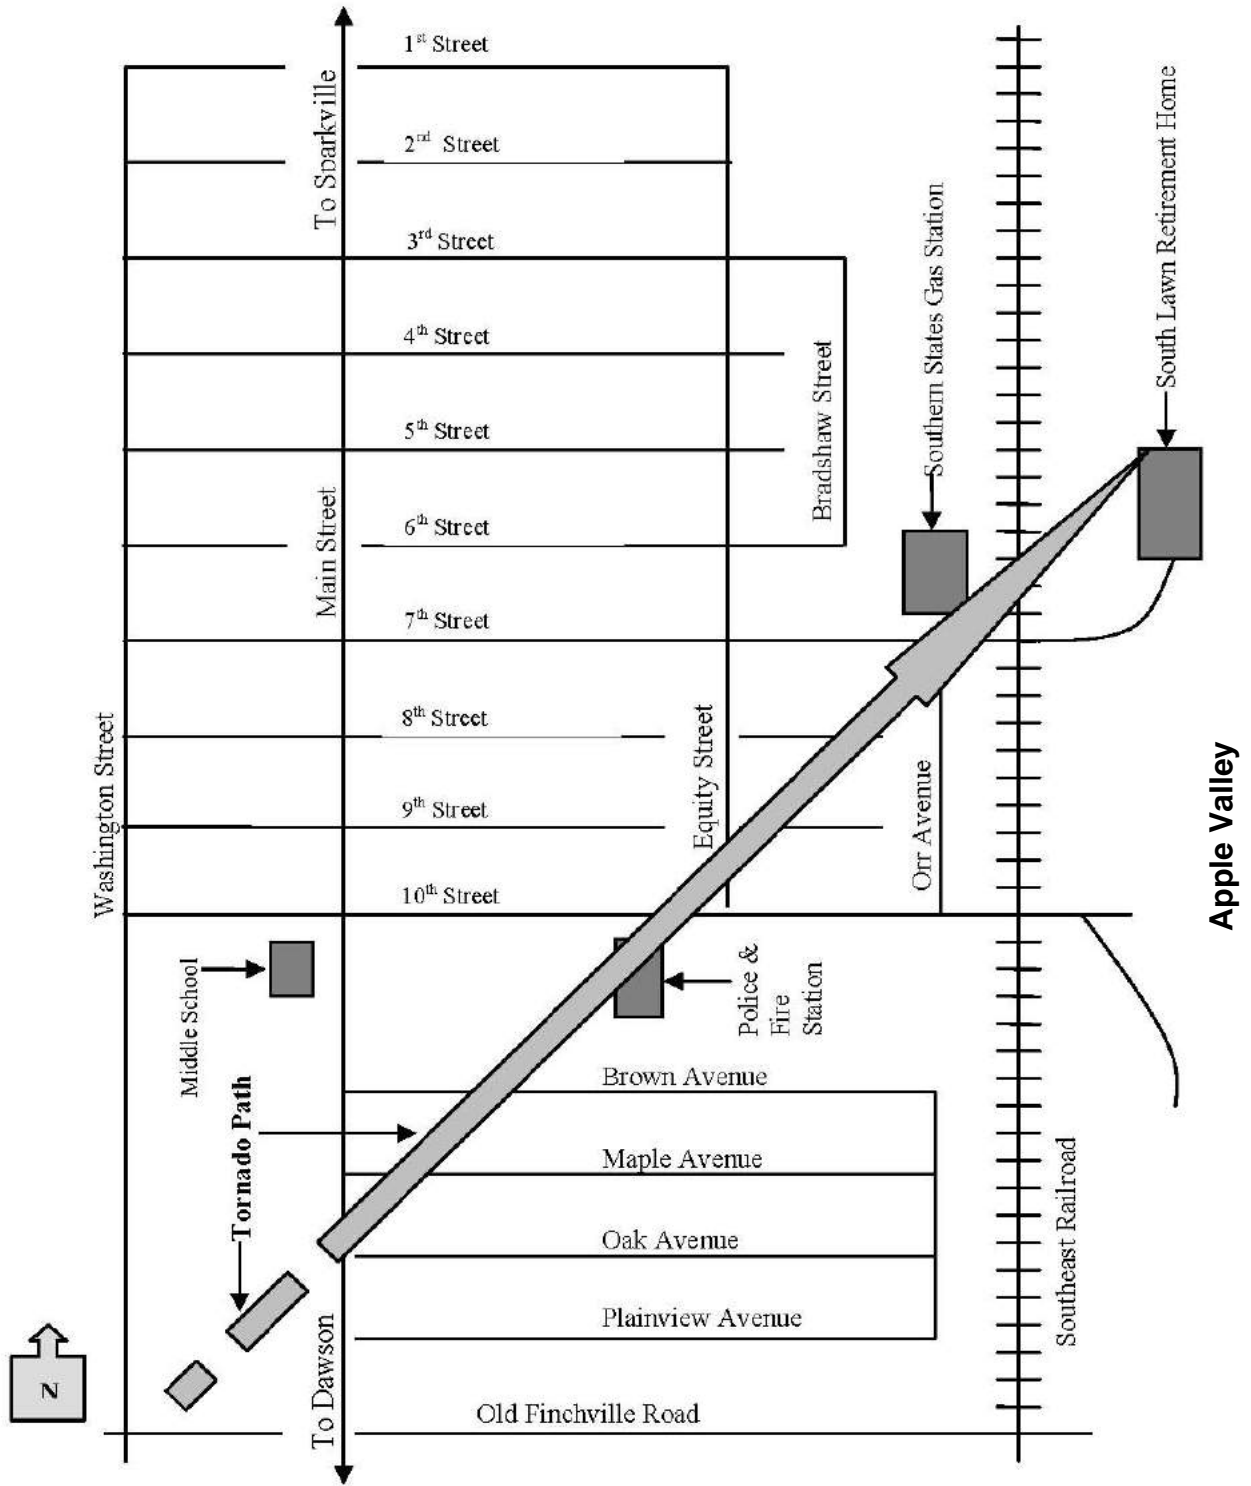 1st Street
To Sparkville
2nd Street
3rd Street
Southern States Gas Station
South Lawn Retirement Home
4th Street
Bradshaw Street
5th Street
Main Street
6th Street
7th Street
Washington Street
8th Street
Equity Street
Apple Valley
9th Street
Orr Avenue
10th Street
Middle School
Police &
Fire
Station
Tornado Path
Brown Avenue
Maple Avenue
Southeast Railroad
Oak Avenue
Plainview Avenue
N
To Dawson
Old Finchville Road